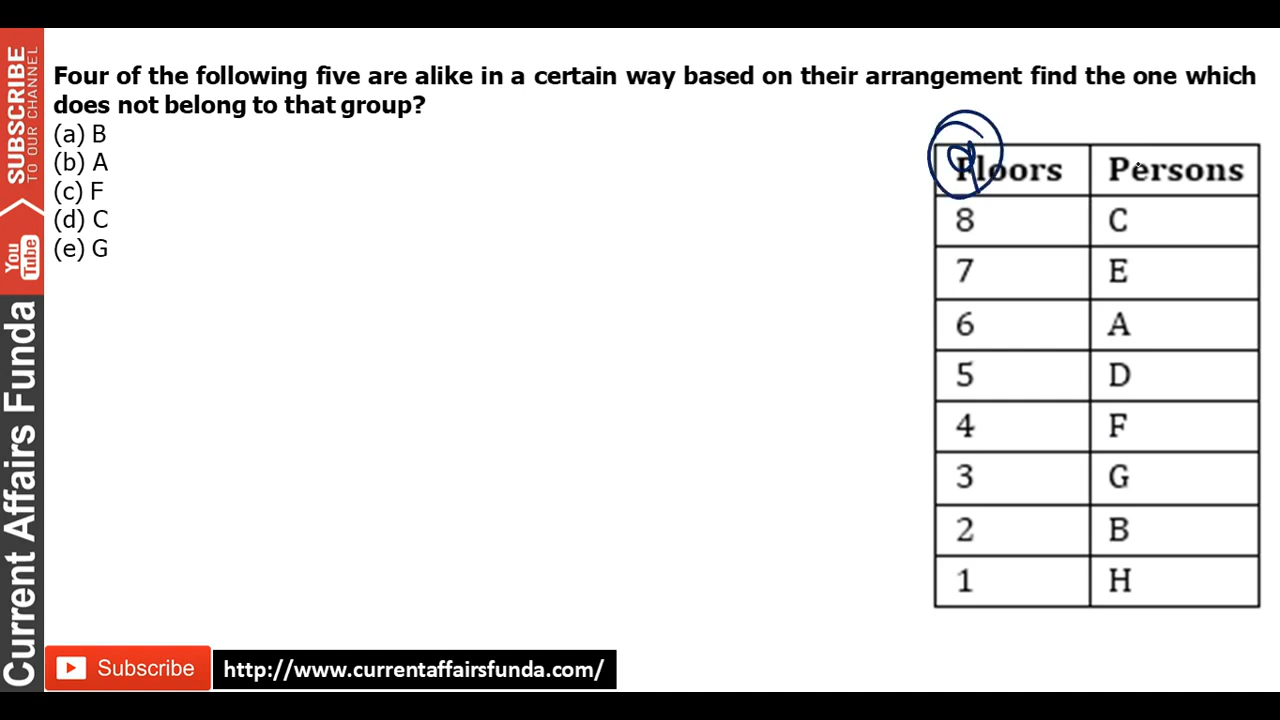 Four of the following five are alike in a certain way based on their arrangement find the one which
does not belong to that group?
(a) B
(b) A
(c) F
(d) C
(e) G
Floors Persons
8 C
7 E
6 A
5 D
4 F
3 G
2 B
1 H
SUBSCRIBE
TO OUR CHANNEL
You
Tube
Current Affairs Funda
Subscribe
http://www.currentaffairsfunda.com/